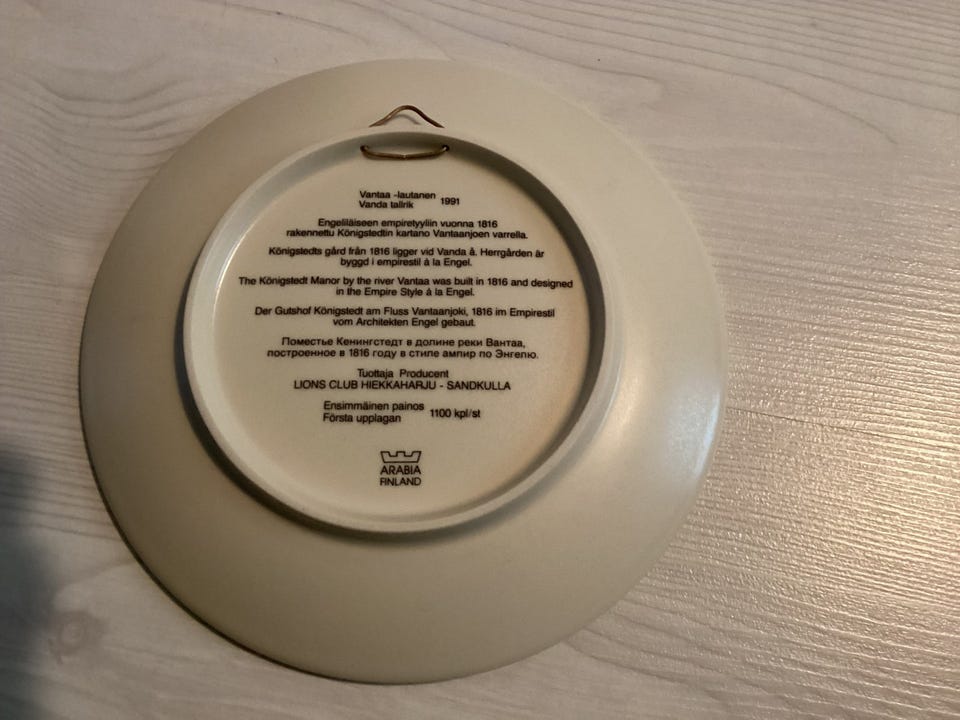 Vantaa -lautanen 1991
Vanda tallrik
Engeliläiseen empiretyyliin vuonna 1816
rakennettu Königstedtin kartano Vantaanjoen varrella.
Königstedts gård från 1816 ligger vid Vanda å. Herrgården är
byggd i empirestil à la Engel.
The Königstedt Manor by the river Vantaa was built in 1816 and designed
in the Empire Style à la Engel.
Der Gutshof Königstedt am Fluss Vantaanjoki, 1816 im Empirestil
vom Architekten Engel gebaut.
Поместье Кенингстедт в долине реки Вантаа,
построенное в 1816 году в стиле ампир по Энгелю.
Tuottaja Producent
LIONS CLUB HIEKKAHARJU - SANDKULLA
Ensimmäinen painos 1100 kpl/st
Första upplagan
ARABIA
FINLAND